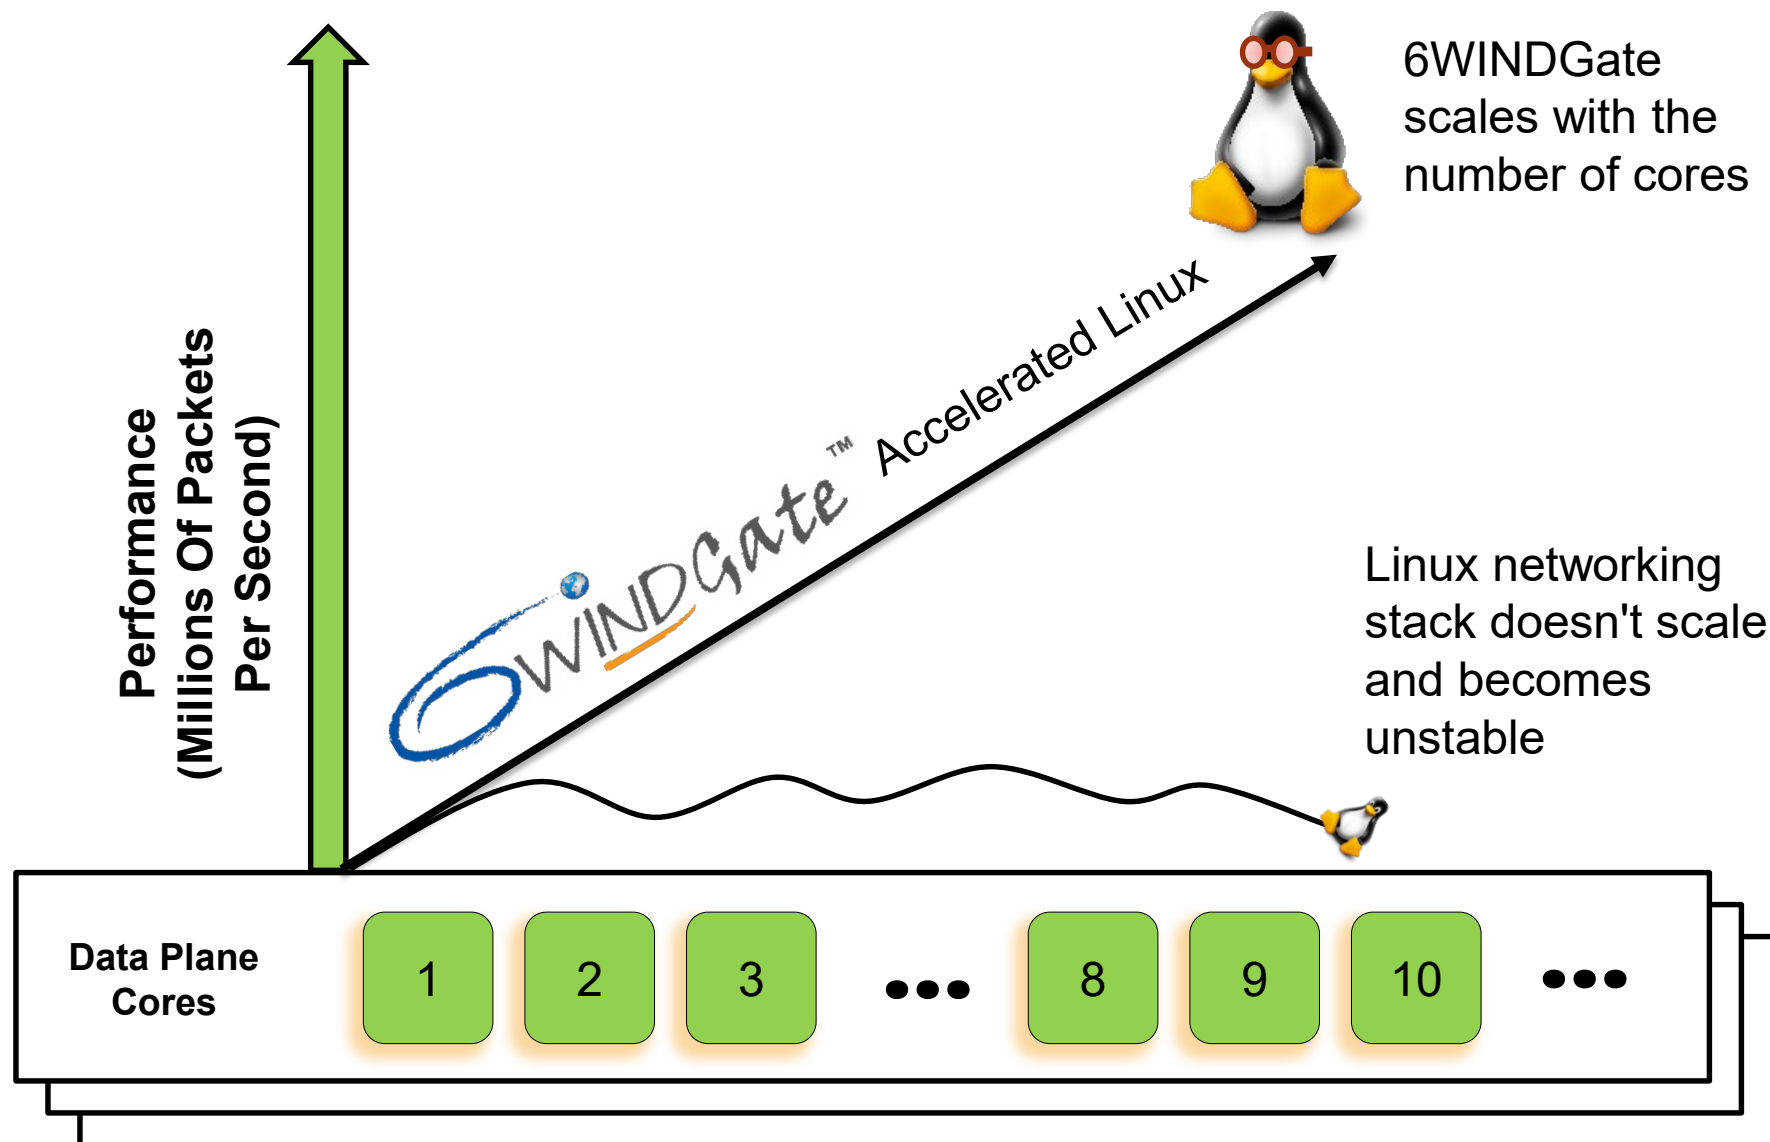 6WINDGate
scales with the
number of cores
Performance
(Millions Of Packets
Per Second)
6WINDGate™ Accelerated Linux
Linux networking
stack doesn't scale
and becomes
unstable
Data Plane
Cores
1 2 3 ••• 8 9 10 •••